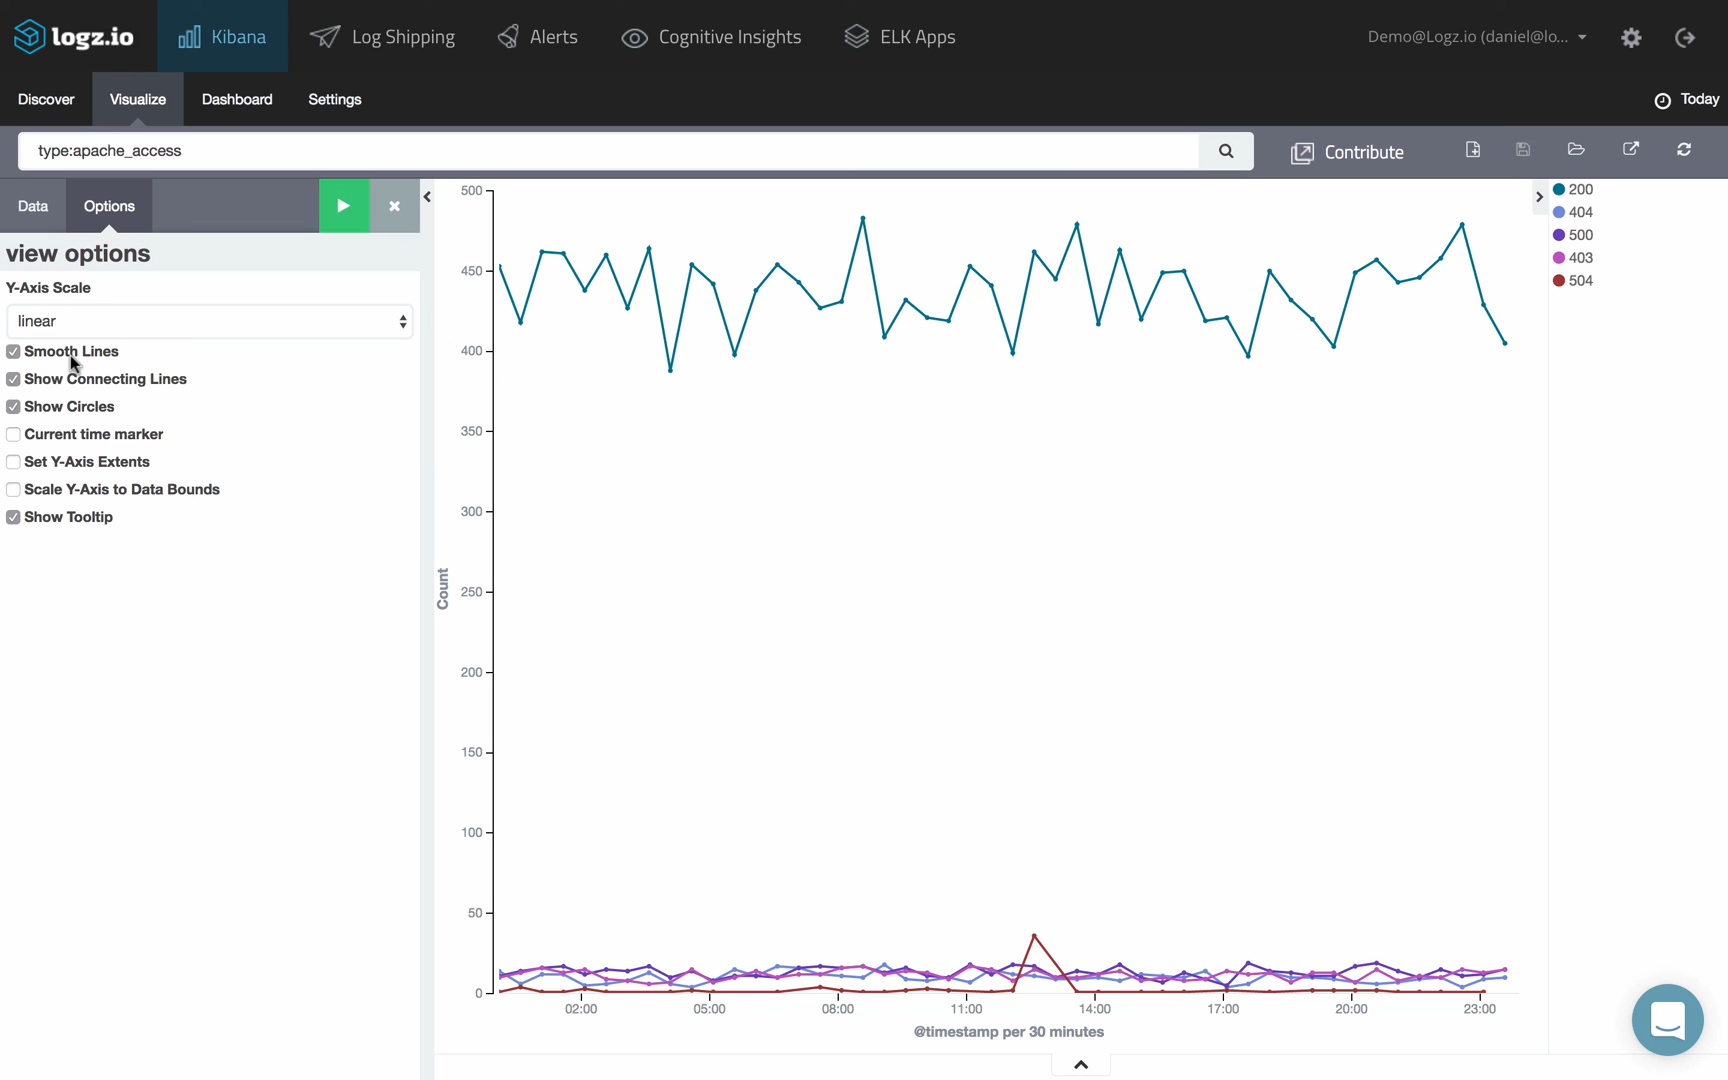 logz.io
Kibana
Log Shipping
Alerts
Cognitive Insights
ELK Apps
Demo@Logz.io (daniel@lo...
Discover
Visualize
Dashboard
Settings
Today
type:apache_access
Contribute
Data
Options
view options
Y-Axis Scale
linear
Smooth Lines
Show Connecting Lines
Show Circles
Current time marker
Set Y-Axis Extents
Scale Y-Axis to Data Bounds
Show Tooltip
500
450
400
350
300
250
200
150
100
50
0
Count
02:00
05:00
08:00
11:00
14:00
17:00
20:00
23:00
@timestamp per 30 minutes
200
404
500
403
504